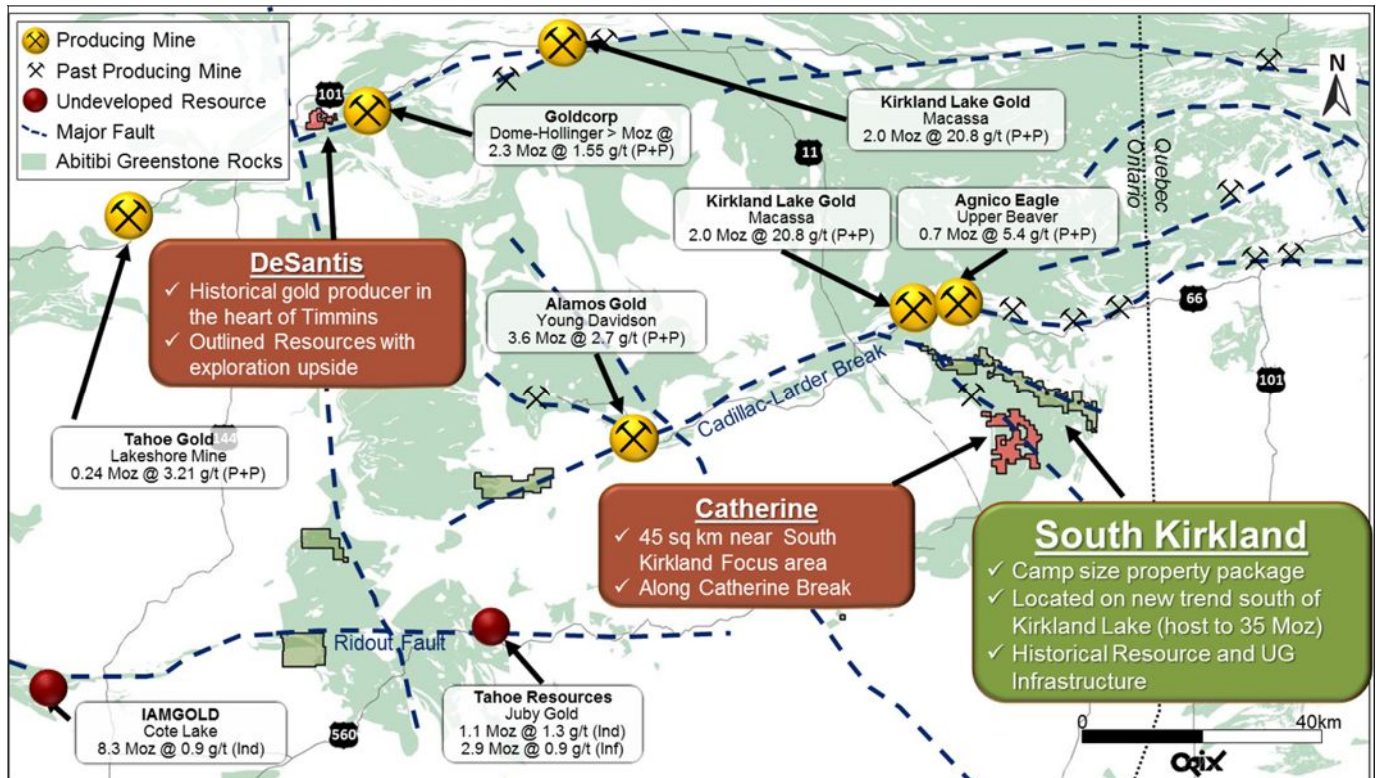 Producing Mine
Past Producing Mine
Undeveloped Resource
Major Fault
Abitibi Greenstone Rocks
101
N
Goldcorp
Dome-Hollinger > Moz @
2.3 Moz @ 1.55 g/t (P+P)
Kirkland Lake Gold
Macassa
2.0 Moz @ 20.8 g/t (P+P)
11
Ontario
Quebec
Kirkland Lake Gold
Macassa
2.0 Moz @ 20.8 g/t (P+P)
Agnico Eagle
Upper Beaver
0.7 Moz @ 5.4 g/t (P+P)
DeSantis
✓ Historical gold producer in
the heart of Timmins
✓ Outlined Resources with
exploration upside
Alamos Gold
Young Davidson
3.6 Moz @ 2.7 g/t (P+P)
66
101
Cadillac-Larder Break
Tahoe Gold
Lakeshore Mine
0.24 Moz @ 3.21 g/t (P+P)
144
Catherine
✓ 45 sq km near South
Kirkland Focus area
✓ Along Catherine Break
South Kirkland
✓ Camp size property package
✓ Located on new trend south of
Kirkland Lake (host to 35 Moz)
✓ Historical Resource and UG
Infrastructure
Ridout Fault
IAMGOLD
Cote Lake
8.3 Moz @ 0.9 g/t (Ind)
560
Tahoe Resources
Juby Gold
1.1 Moz @ 1.3 g/t (Ind)
2.9 Moz @ 0.9 g/t (Inf)
0
40km